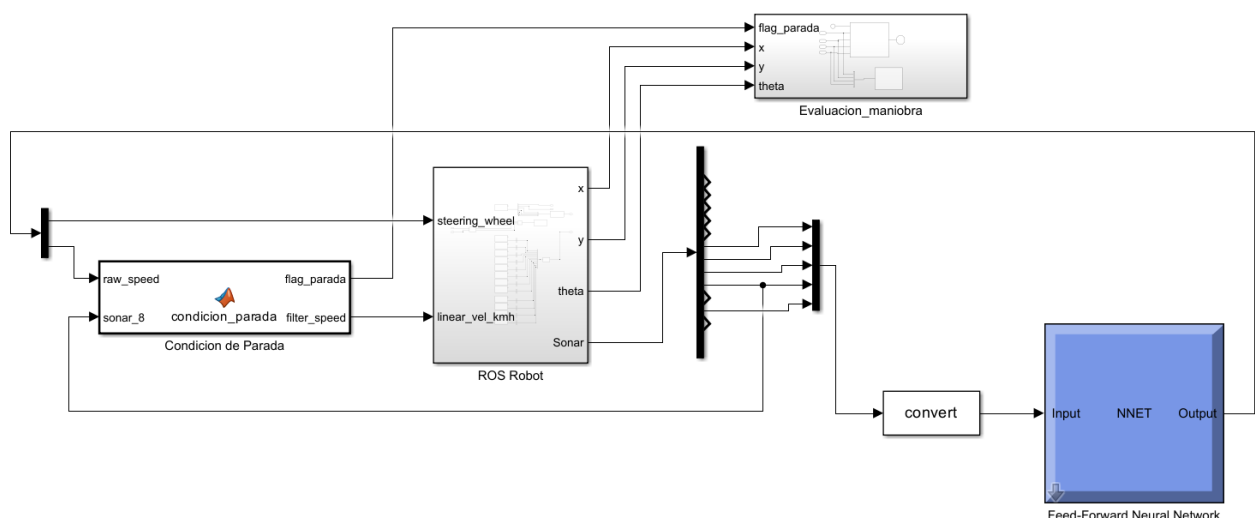 flag_parada
x
y
theta
Evaluacion_maniobra
steering_wheel
linear_vel_kmh
x
y
theta
Sonar
ROS Robot
raw_speed
sonar_8
condicion_parada
flag_parada
filter_speed
Condicion de Parada
convert
Input
NNET
Output
Feed-Forward Neural Network